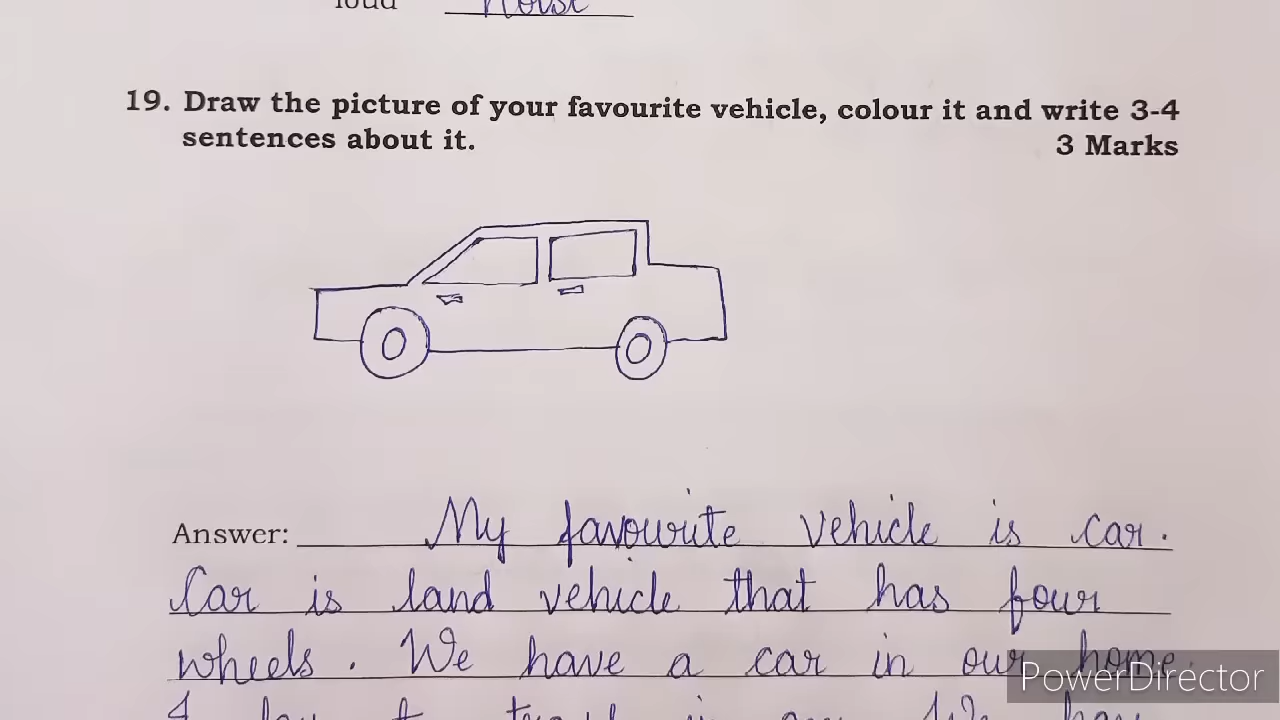 loud Noise
19. Draw the picture of your favourite vehicle, colour it and write 3-4
sentences about it. 3 Marks
Answer: My favourite vehicle is car.
Car is land vehicle that has four
wheels. We have a car in our home.
PowerDirector